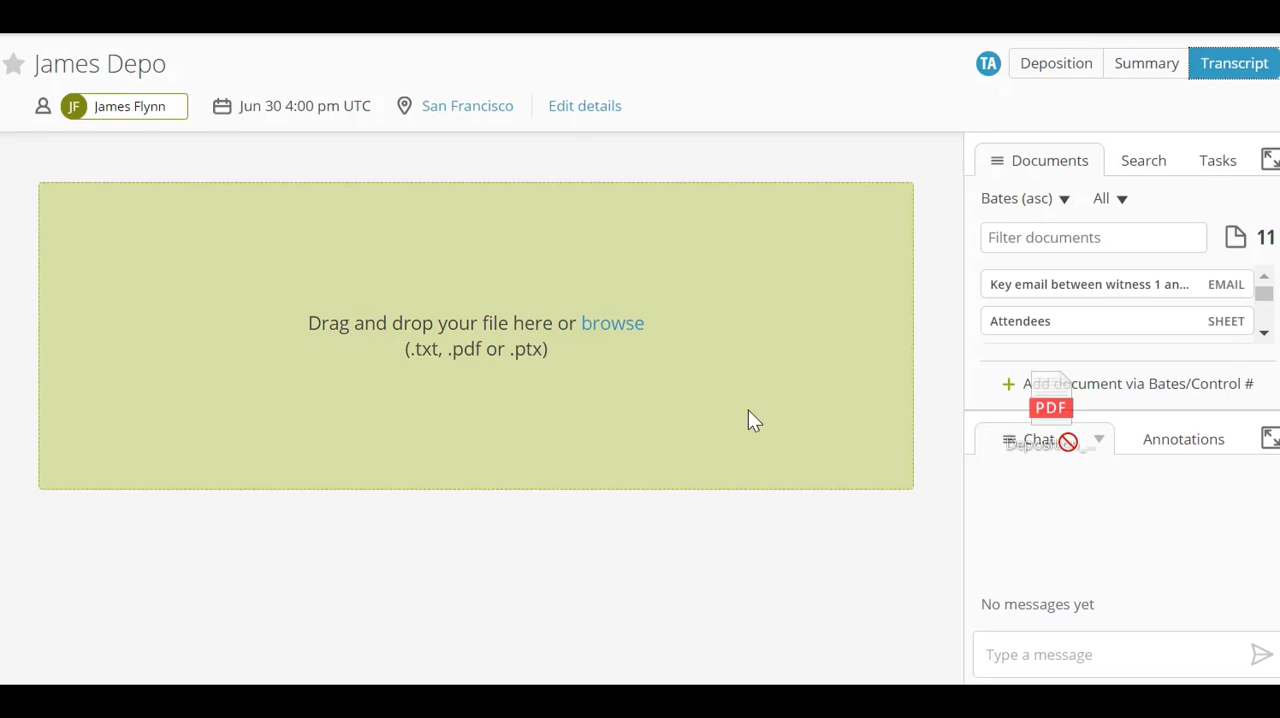 James Depo
TA
Deposition
Summary
Transcript
JF James Flynn
Jun 30 4:00 pm UTC
San Francisco
Edit details
Documents
Search
Tasks
Bates (asc)
All
Filter documents
11
Key email between witness 1 an... EMAIL
Attendees SHEET
Drag and drop your file here or browse
(.txt, .pdf or .ptx)
+ Add document via Bates/Control #
PDF
Chat
Annotations
No messages yet
Type a message